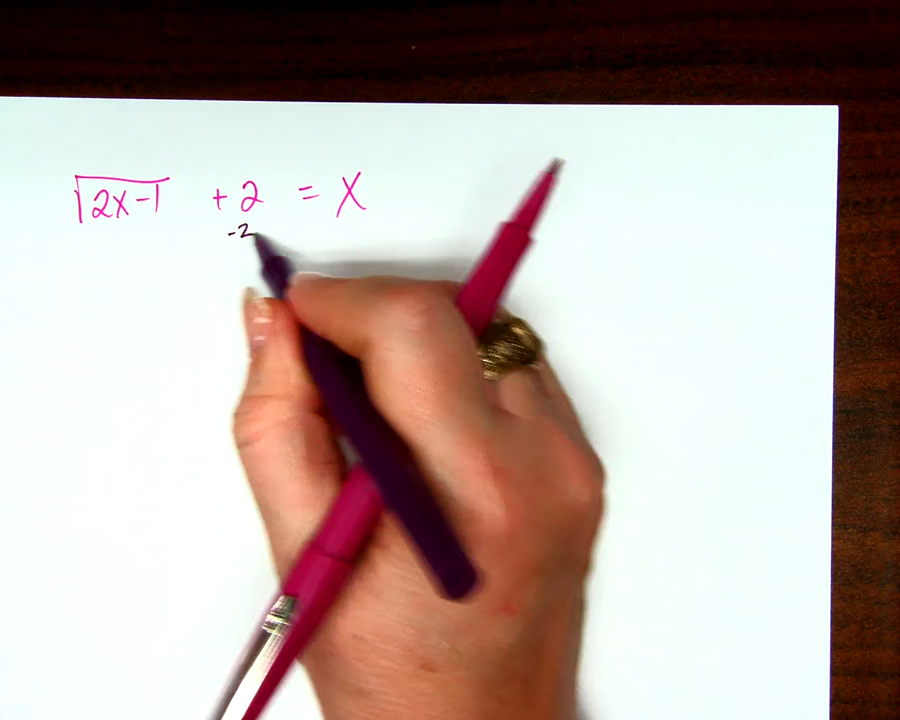 √2x-1 + 2 = x
-2